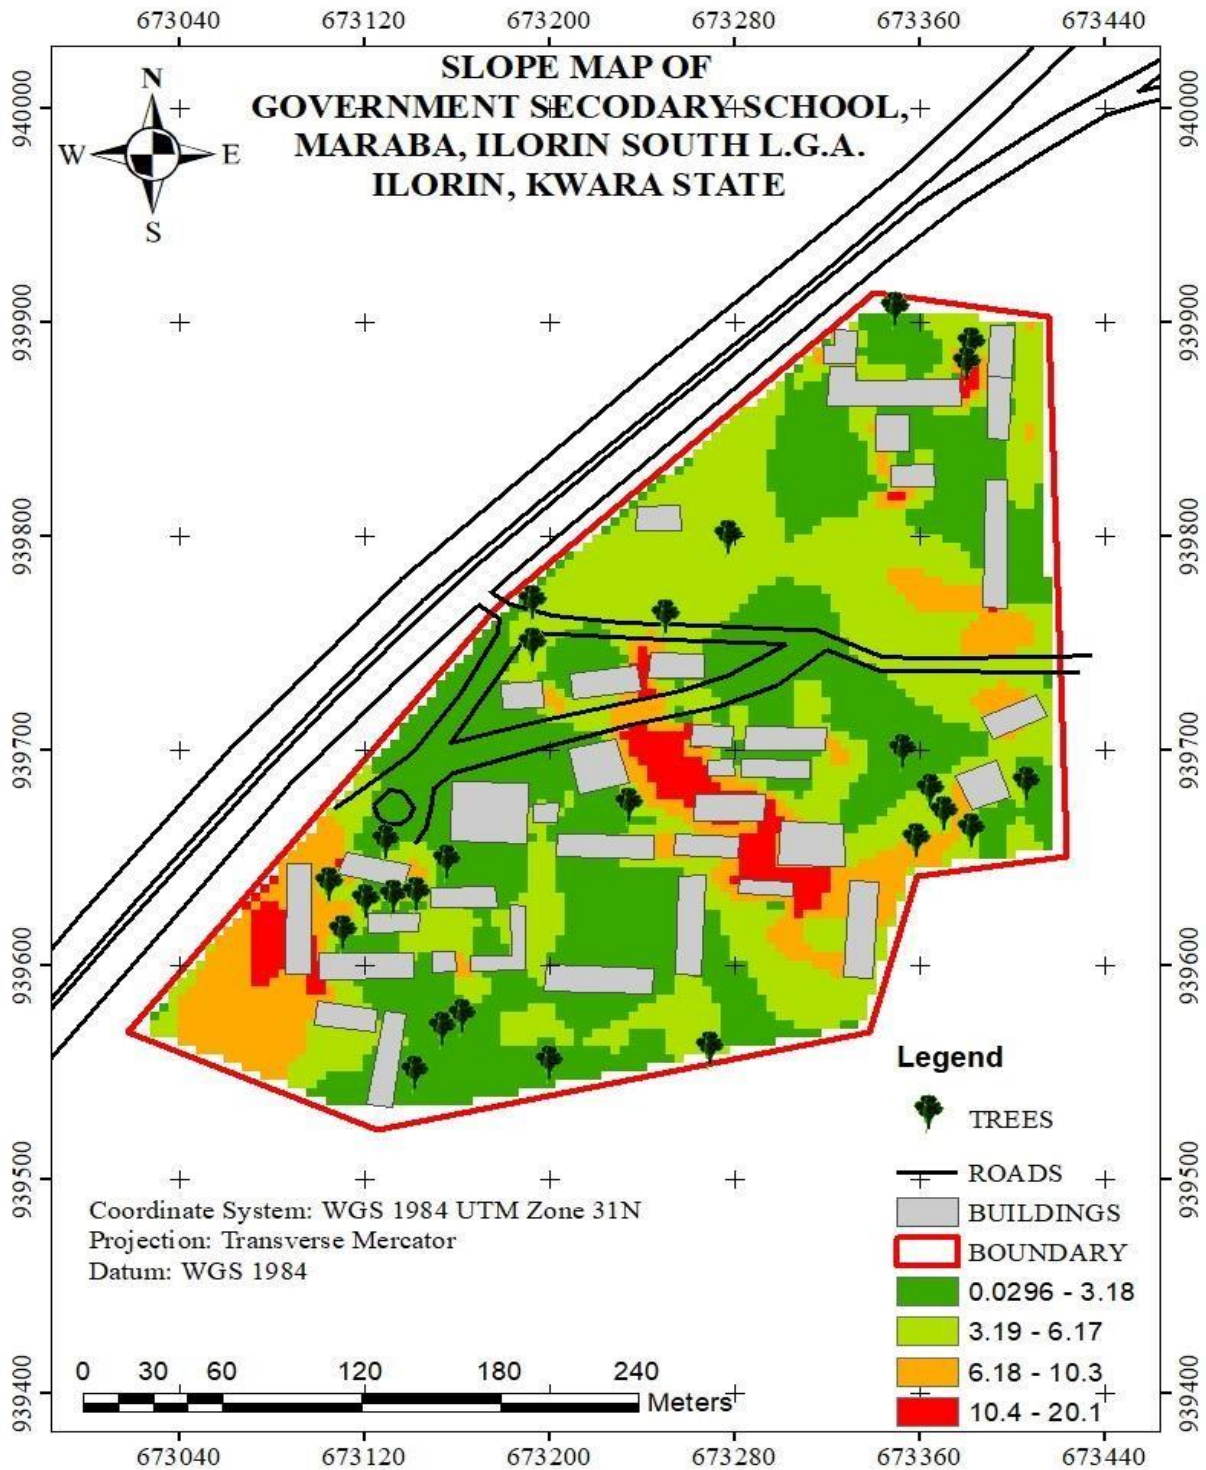 673040 673120 673200 673280 673360 673440
SLOPE MAP OF
GOVERNMENT SECODARY SCHOOL,
MARABA, ILORIN SOUTH L.G.A.
ILORIN, KWARA STATE
N
W E
S
940000 940000
939900 939900
939800 939800
939700 939700
939600 939600
939500 939500
939400 939400
Legend
TREES
ROADS
BUILDINGS
BOUNDARY
0.0296 - 3.18
3.19 - 6.17
6.18 - 10.3
10.4 - 20.1
Coordinate System: WGS 1984 UTM Zone 31N
Projection: Transverse Mercator
Datum: WGS 1984
0 30 60 120 180 240
Meters
673040 673120 673200 673280 673360 673440